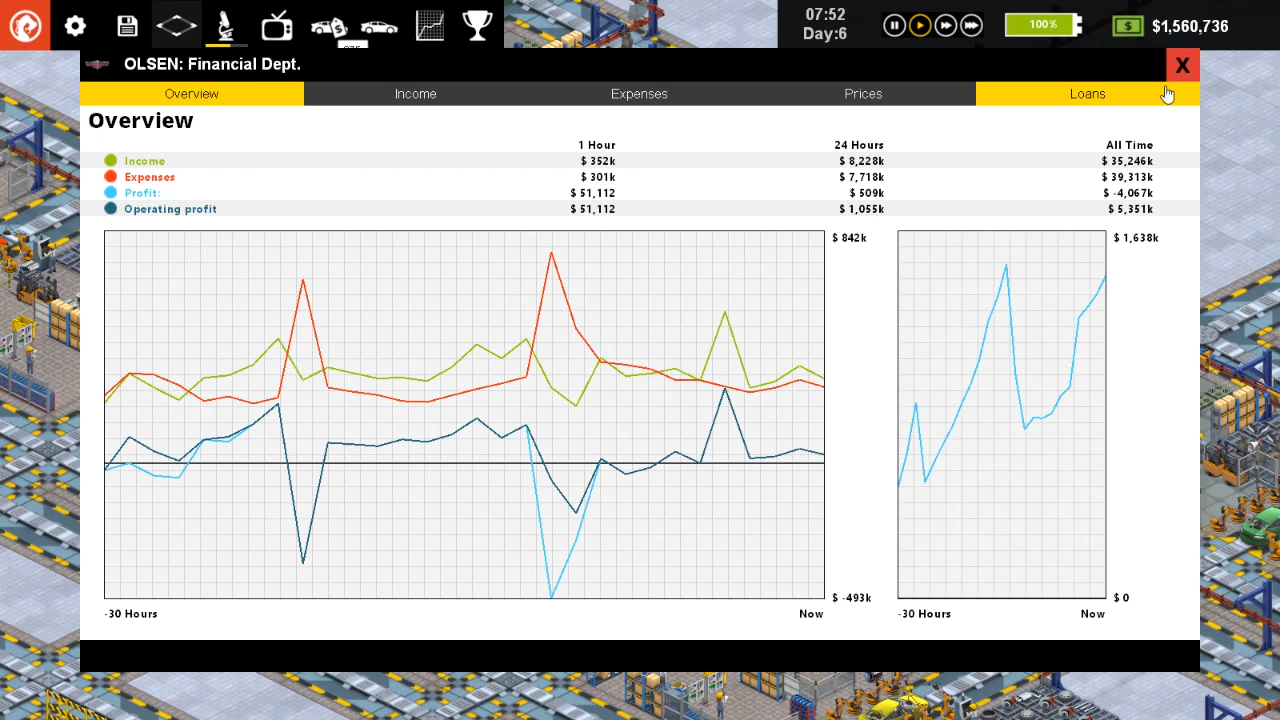 07:52
Day:6
100%
$1,560,736
OLSEN: Financial Dept.
X
Overview Income Expenses Prices Loans
Overview
1 Hour 24 Hours All Time
Income $ 352k $ 8,228k $ 35,246k
Expenses $ 301k $ 7,718k $ 39,313k
Profit: $ 51,112 $ 509k $ -4,067k
Operating profit $ 51,112 $ 1,055k $ 5,351k
$ 842k $ 1,638k
$ -493k $ 0
-30 Hours Now -30 Hours Now